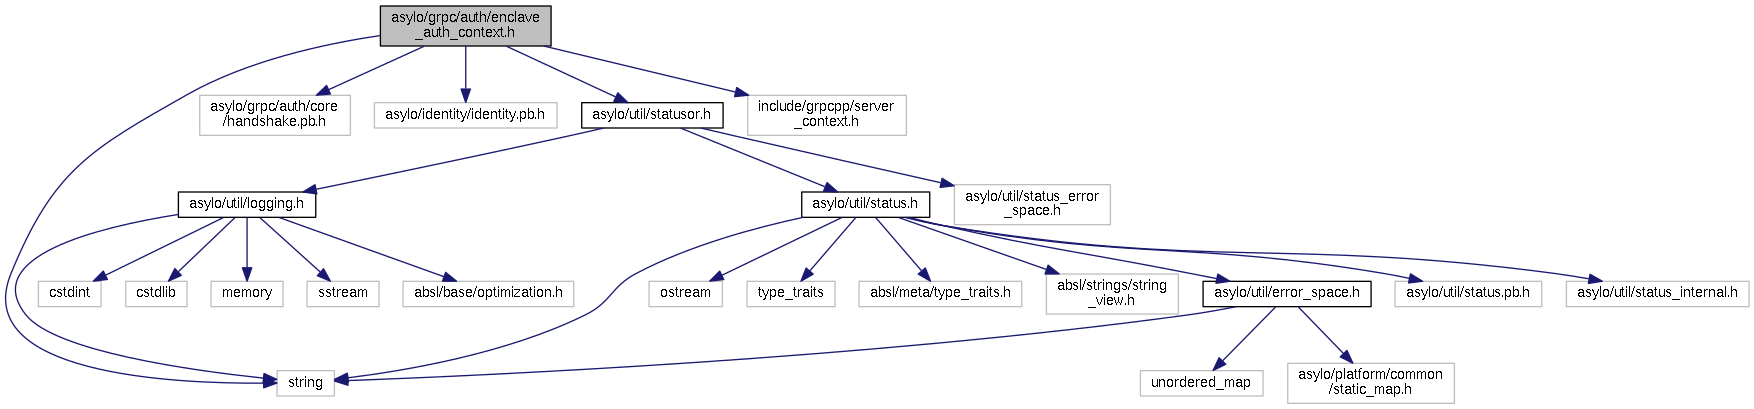 asylo/grpc/auth/enclave
_auth_context.h
asylo/grpc/auth/core
/handshake.pb.h
asylo/identity/identity.pb.h
asylo/util/statusor.h
include/grpcpp/server
_context.h
asylo/util/logging.h
asylo/util/status.h
asylo/util/status_error
_space.h
cstdint
cstdlib
memory
sstream
absl/base/optimization.h
ostream
type_traits
absl/meta/type_traits.h
absl/strings/string
_view.h
asylo/util/error_space.h
asylo/util/status.pb.h
asylo/util/status_internal.h
string
unordered_map
asylo/platform/common
/static_map.h